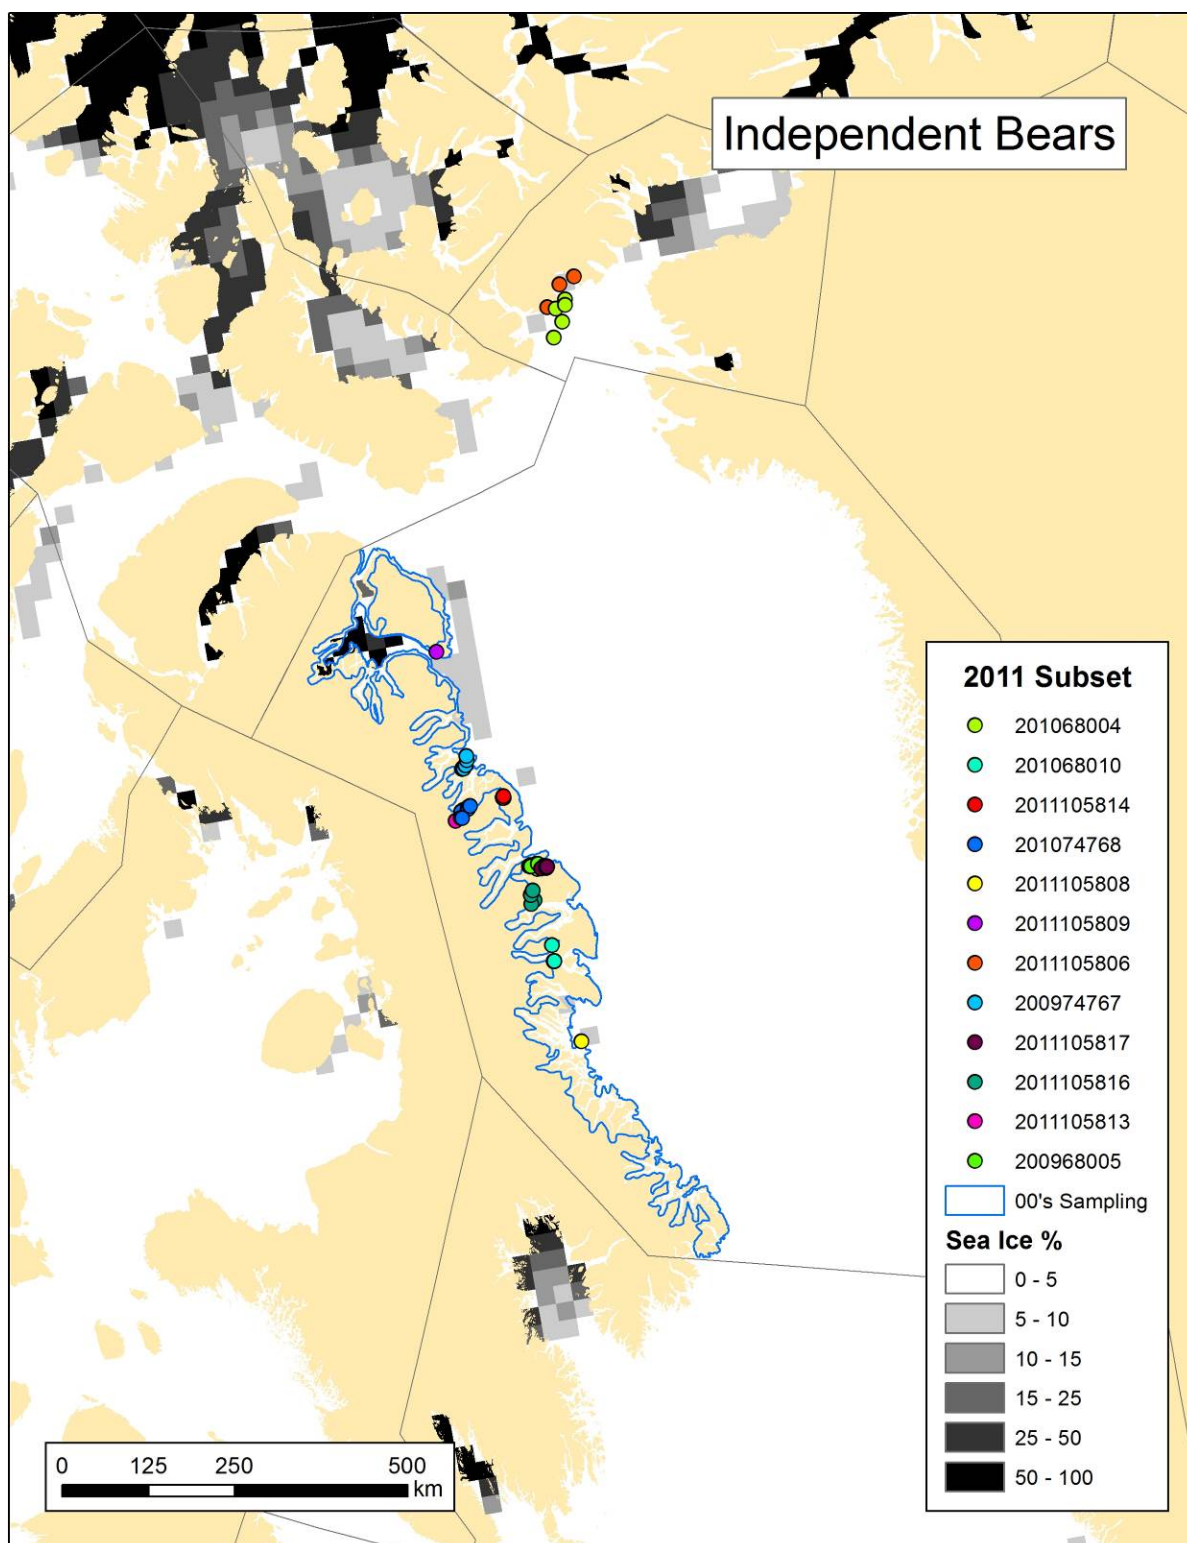 Independent Bears
2011 Subset
201068004
201068010
2011105814
201074768
2011105808
2011105809
2011105806
200974767
2011105817
2011105816
2011105813
200968005
00's Sampling
Sea Ice %
0 - 5
5 - 10
10 - 15
15 - 25
25 - 50
50 - 100
0 125 250 500
km